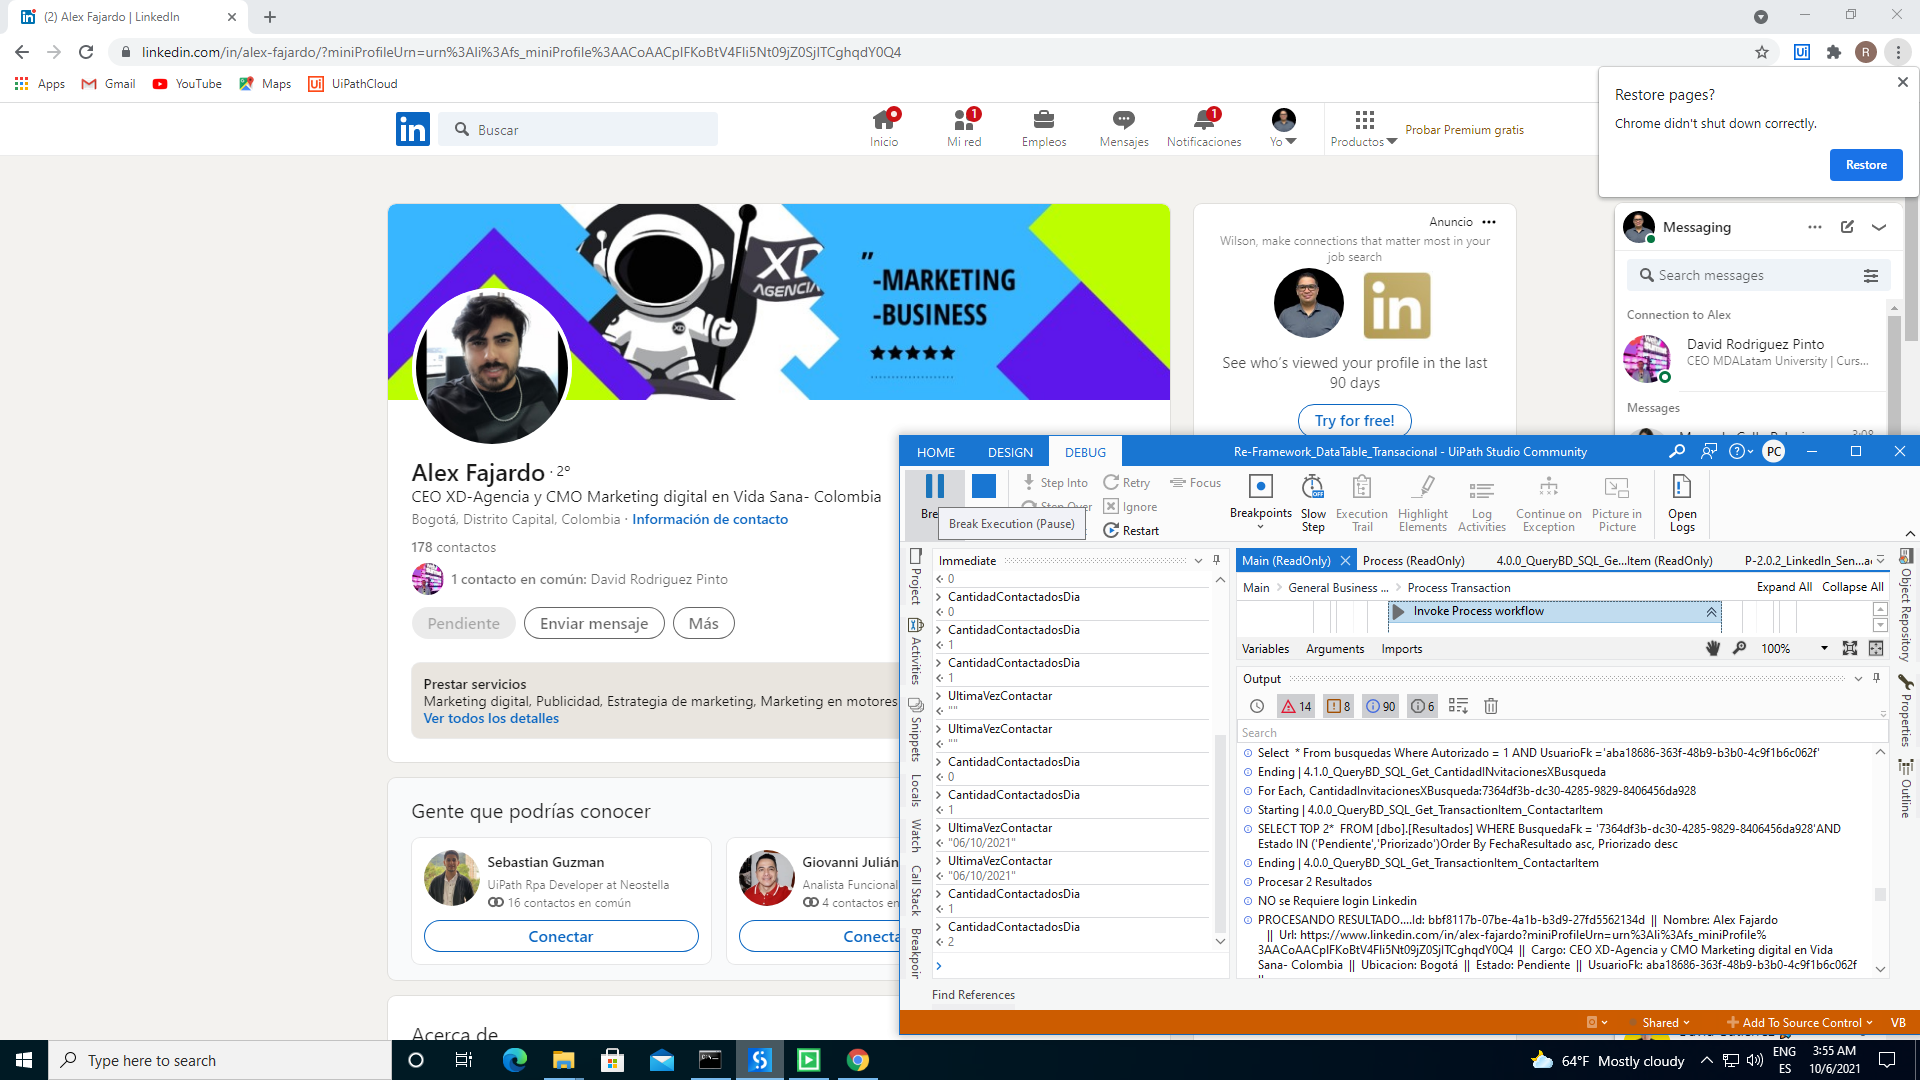 (2) Alex Fajardo | LinkedIn
linkedin.com/in/alex-fajardo/?miniProfileUrn=urn%3Ali%3Afs_miniProfile%3AACoAACpIFKoBtV4FIi5Nt09jZ0SjITCghqdY0Q4
R
Apps
Gmail
YouTube
Maps
UiPathCloud
Restore pages?
Chrome didn't shut down correctly.
Restore
in
Buscar
Inicio
1
Mi red
Empleos
Mensajes
1
Notificaciones
Yo
Productos
Probar Premium gratis
XD
AGENCIA
XD
"
-MARKETING
-BUSINESS
Alex Fajardo · 2°
CEO XD-Agencia y CMO Marketing digital en Vida Sana- Colombia
Bogotá, Distrito Capital, Colombia · Información de contacto
178 contactos
1 contacto en común: David Rodriguez Pinto
Pendiente
Enviar mensaje
Más
Prestar servicios
Marketing digital, Publicidad, Estrategia de marketing, Marketing en motores
Ver todos los detalles
Gente que podrías conocer
Sebastian Guzman
UiPath Rpa Developer at Neostella
16 contactos en común
Conectar
Giovanni Julián
Analista Funcional
4 contactos en
Conecta
Acerca de
Anuncio
Wilson, make connections that matter most in your
job search
in
See who's viewed your profile in the last
90 days
Try for free!
Messaging
Search messages
Connection to Alex
David Rodriguez Pinto
CEO MDALatam University | Curs...
Messages
3:08
HOME
DESIGN
DEBUG
Re-Framework_DataTable_Transacional - UiPath Studio Community
PC
Bre
Break Execution (Pause)
Step Into
Step Over
Retry
Ignore
Restart
Focus
Breakpoints
Slow
Step
Execution
Trail
Highlight
Elements
Log
Activities
Continue on
Exception
Picture in
Picture
Open
Logs
Project
Activities
Snippets
Locals
Watch
Call Stack
Breakpoin
Immediate
0
CantidadContactadosDia
0
CantidadContactadosDia
1
CantidadContactadosDia
1
UltimaVezContactar
""
UltimaVezContactar
""
CantidadContactadosDia
0
CantidadContactadosDia
1
UltimaVezContactar
"06/10/2021"
UltimaVezContactar
"06/10/2021"
CantidadContactadosDia
1
CantidadContactadosDia
2
Find References
Main (ReadOnly)
Process (ReadOnly)
4.0.0_QueryBD_SQL_Ge...Item (ReadOnly)
P-2.0.2_LinkedIn_Sen...a
Main > General Business ... > Process Transaction
Expand All
Collapse All
Invoke Process workflow
Variables
Arguments
Imports
100%
Output
14
8
90
6
Search
Select * From busquedas Where Autorizado = 1 AND UsuarioFk ='aba18686-363f-48b9-b3b0-4c9f1b6c062f'
Ending | 4.1.0_QueryBD_SQL_Get_CantidadINvitacionesXBusqueda
For Each, CantidadInvitacionesXBusqueda:7364df3b-dc30-4285-9829-8406456da928
Starting | 4.0.0_QueryBD_SQL_Get_TransactionItem_ContactarItem
SELECT TOP 2* FROM [dbo].[Resultados] WHERE BusquedaFk = '7364df3b-dc30-4285-9829-8406456da928'AND
Estado IN ('Pendiente','Priorizado')Order By FechaResultado asc, Priorizado desc
Ending | 4.0.0_QueryBD_SQL_Get_TransactionItem_ContactarItem
Procesar 2 Resultados
NO se Requiere login Linkedin
PROCESANDO RESULTADO....Id: bbf8117b-07be-4a1b-b3d9-27fd5562134d || Nombre: Alex Fajardo
|| Url: https://www.linkedin.com/in/alex-fajardo?miniProfileUrn=urn%3Ali%3Afs_miniProfile%
3AACoAACpIFKoBtV4FIi5Nt09jZ0SjITCghqdY0Q4 || Cargo: CEO XD-Agencia y CMO Marketing digital en Vida
Sana- Colombia || Ubicacion: Bogotá || Estado: Pendiente || UsuarioFk: aba18686-363f-48b9-b3b0-4c9f1b6c062f
Object Repository
Properties
Outline
Shared
Add To Source Control
VB
Type here to search
64°F Mostly cloudy
ENG
ES
3:55 AM
10/6/2021